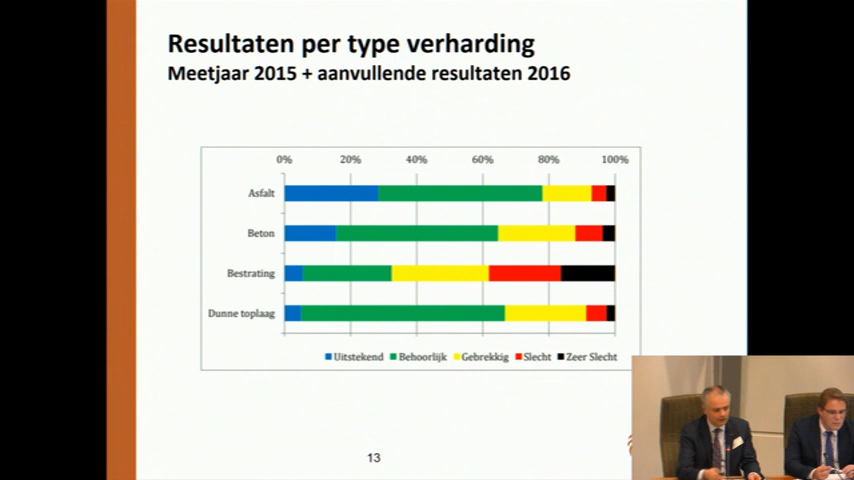 Resultaten per type verharding
Meetjaar 2015 + aanvullende resultaten 2016
0% 20% 40% 60% 80% 100%
Asfalt
Beton
Bestrating
Dunne toplaag
Uitstekend Behoorlijk Gebrekkig Slecht Zeer Slecht
13